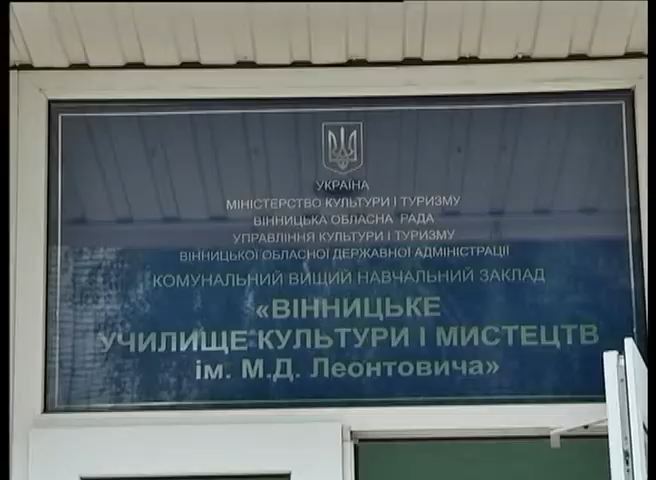 УКРАЇНА
МІНІСТЕРСТВО КУЛЬТУРИ І ТУРИЗМУ
ВІННИЦЬКА ОБЛАСНА РАДА
УПРАВЛІННЯ КУЛЬТУРИ І ТУРИЗМУ
ВІННИЦЬКОЇ ОБЛАСНОЇ ДЕРЖАВНОЇ АДМІНІСТРАЦІЇ
КОМУНАЛЬНИЙ ВИЩИЙ НАВЧАЛЬНИЙ ЗАКЛАД
«ВІННИЦЬКЕ
УЧИЛИЩЕ КУЛЬТУРИ І МИСТЕЦТВ
ім. М.Д. Леонтовича»